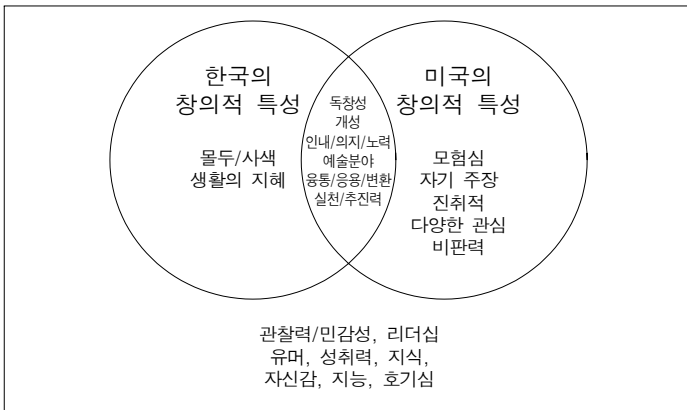 한국의
창의적 특성
몰두/사색
생활의 지혜
독창성
개성
인내/의지/노력
예술분야
융통/응용/변환
실천/추진력
미국의
창의적 특성
모험심
자기 주장
진취적
다양한 관심
비판력
관찰력/민감성, 리더십
유머, 성취력, 지식,
자신감, 지능, 호기심